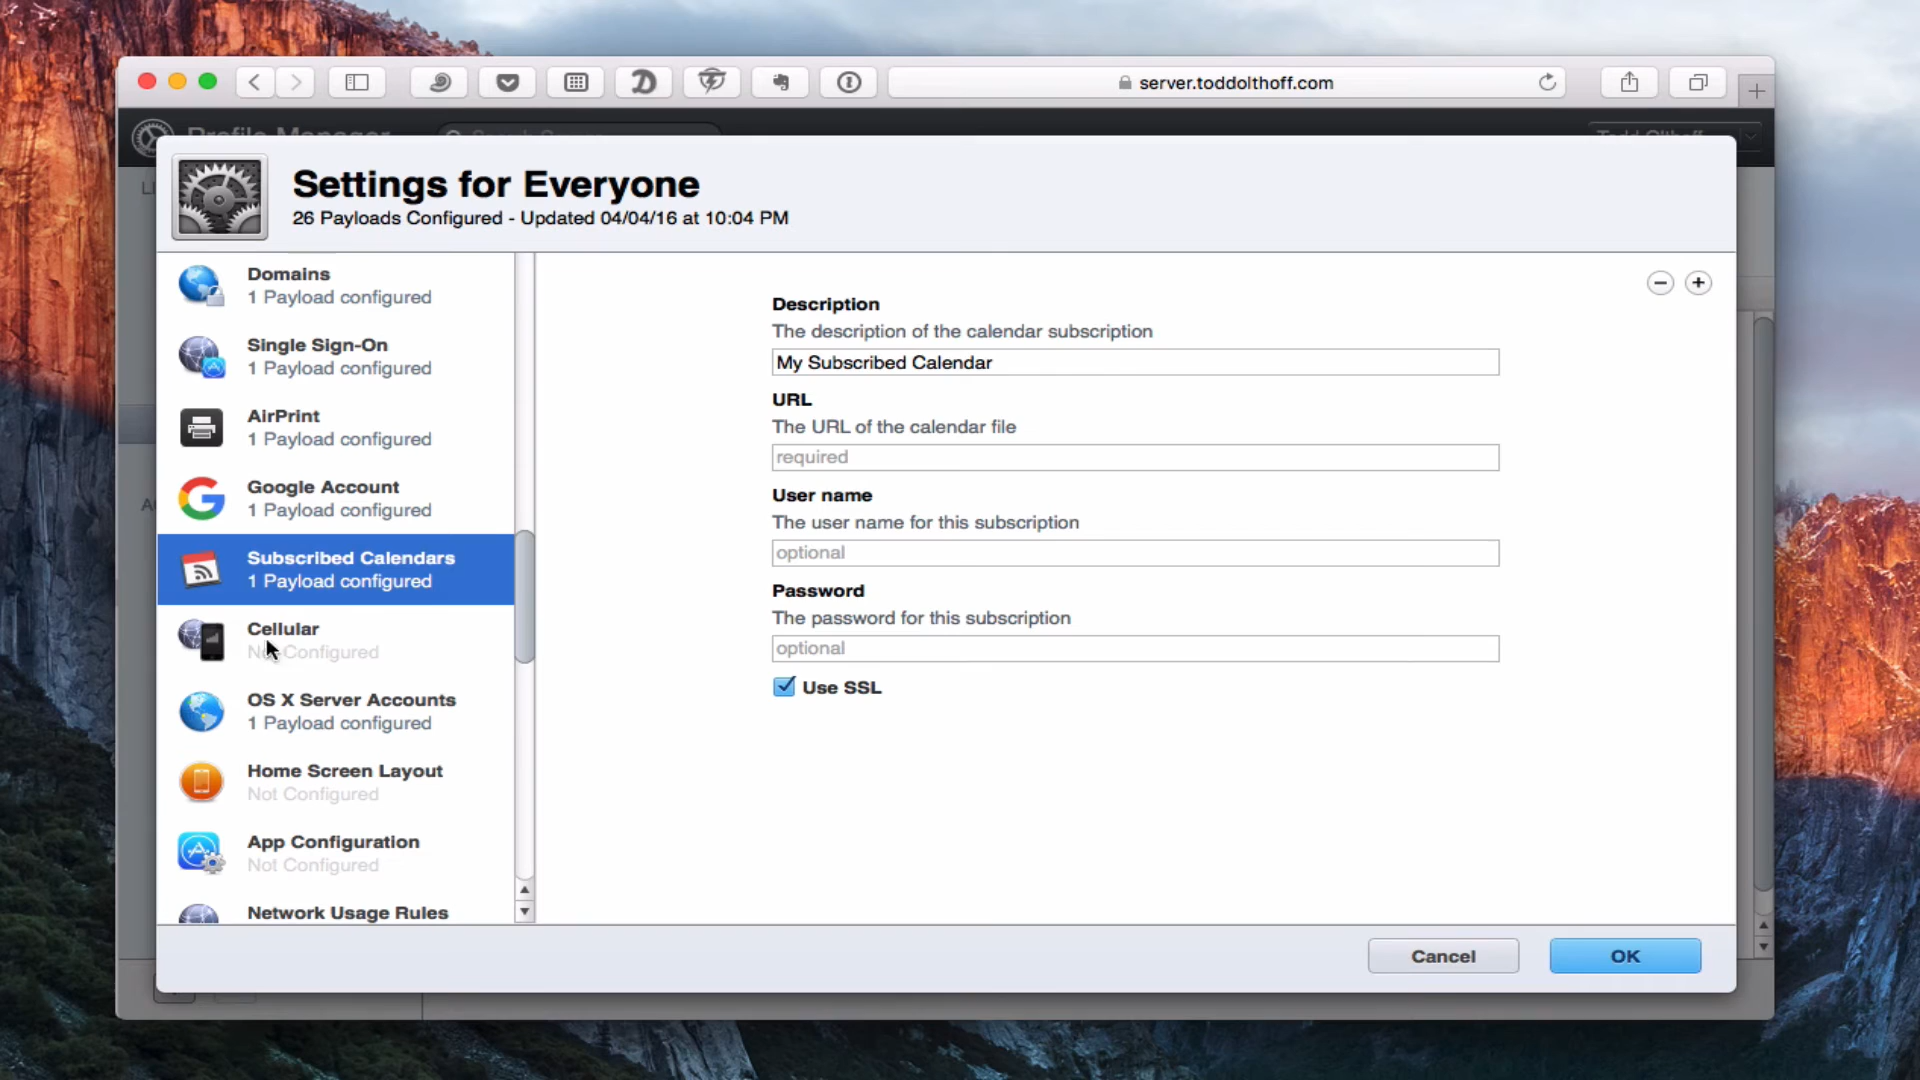 server.toddolthoff.com
Profile Manager
Todd Olthoff
Settings for Everyone
26 Payloads Configured - Updated 04/04/16 at 10:04 PM
Domains
1 Payload configured
Single Sign-On
1 Payload configured
AirPrint
1 Payload configured
Google Account
1 Payload configured
Subscribed Calendars
1 Payload configured
Cellular
Not Configured
OS X Server Accounts
1 Payload configured
Home Screen Layout
Not Configured
App Configuration
Not Configured
Network Usage Rules
Description
The description of the calendar subscription
My Subscribed Calendar
URL
The URL of the calendar file
required
User name
The user name for this subscription
optional
Password
The password for this subscription
optional
Use SSL
Cancel
OK